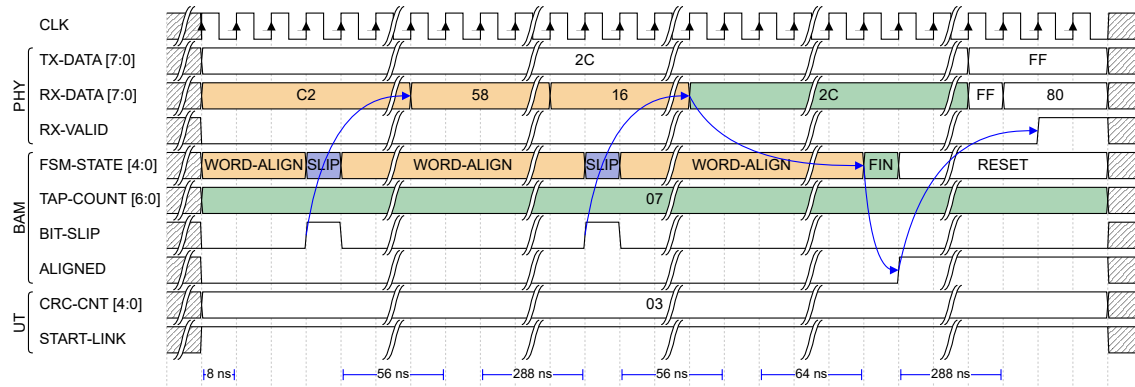 CLK
TX-DATA [7:0] 2C FF
RX-DATA [7:0] C2 58 16 2C FF 80
RX-VALID
PHY
FSM-STATE [4:0] WORD-ALIGN SLIP WORD-ALIGN SLIP WORD-ALIGN FIN RESET
TAP-COUNT [6:0] 07
BIT-SLIP
ALIGNED
BAM
CRC-CNT [4:0] 03
START-LINK
UT
8 ns 56 ns 288 ns 56 ns 64 ns 288 ns